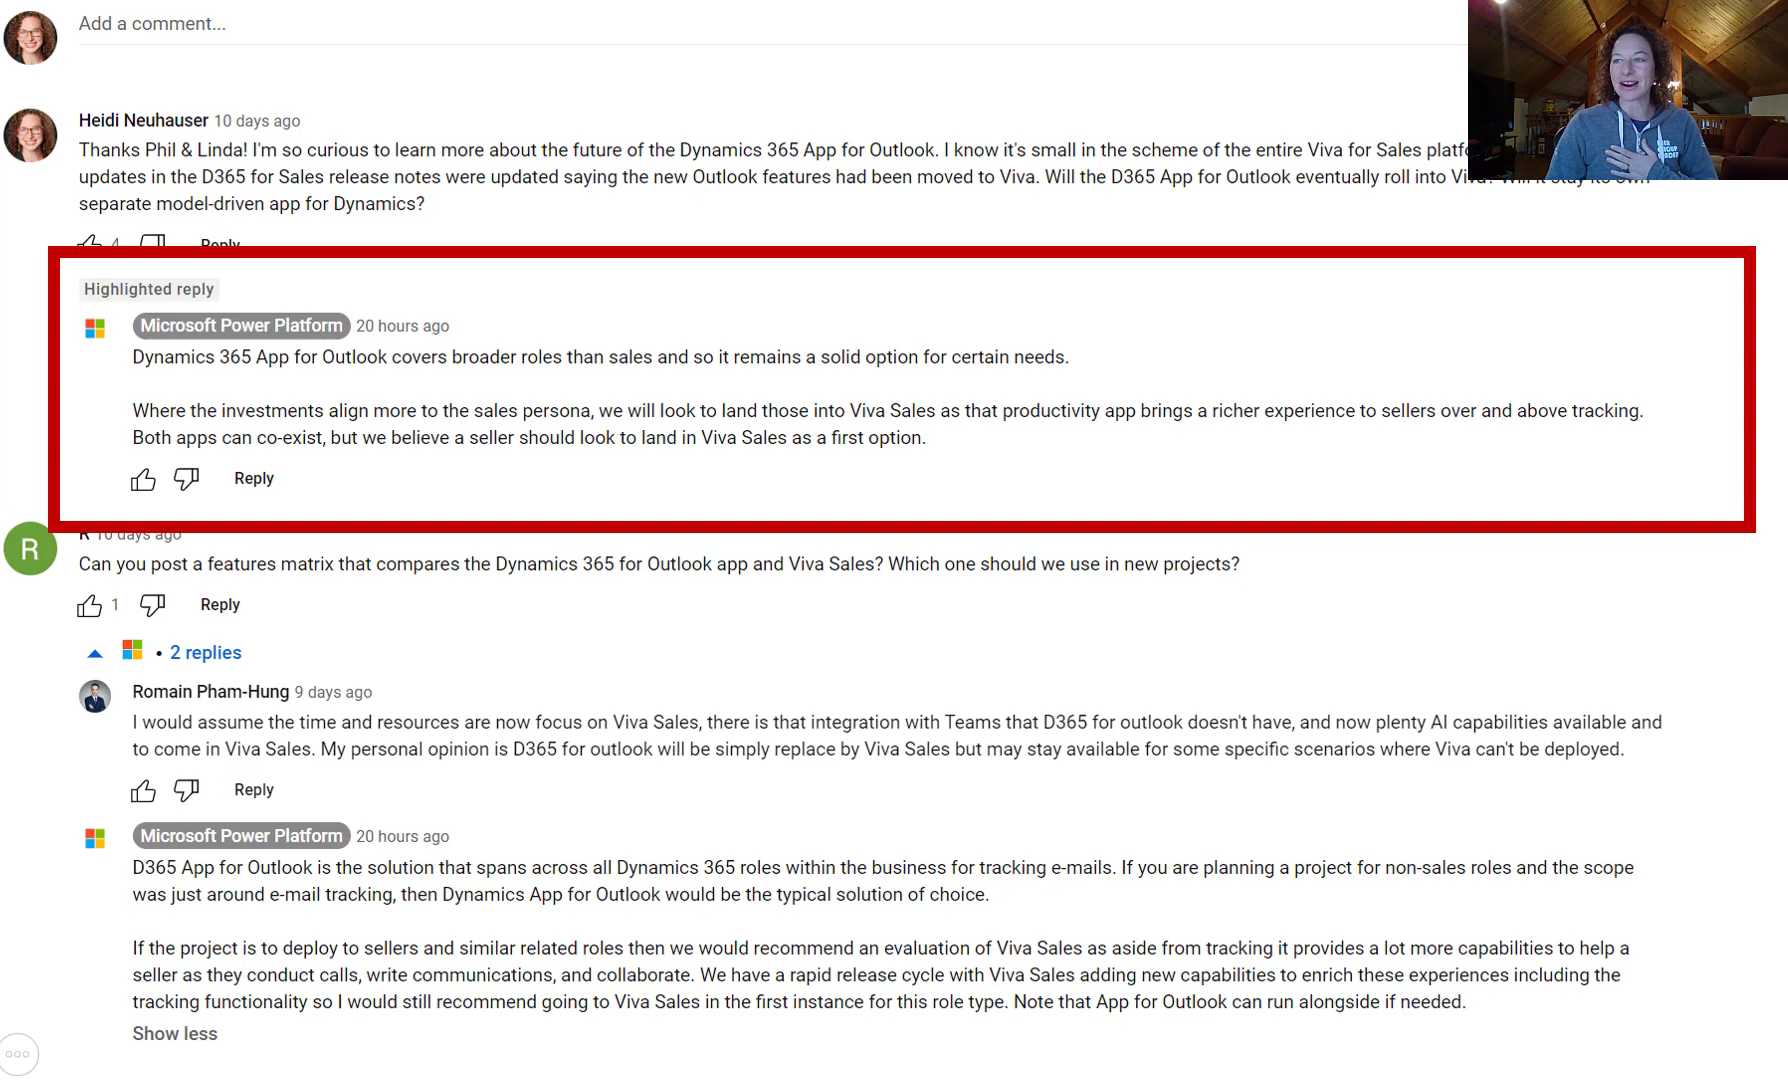 Add a comment...
Heidi Neuhauser 10 days ago
Thanks Phil & Linda! I'm so curious to learn more about the future of the Dynamics 365 App for Outlook. I know it's small in the scheme of the entire Viva for Sales
updates in the D365 for Sales release notes were updated saying the new Outlook features had been moved to Viva. Will the D365 App for Outlook eventually roll into
separate model-driven app for Dynamics?
4 Reply
Highlighted reply
Microsoft Power Platform 20 hours ago
Dynamics 365 App for Outlook covers broader roles than sales and so it remains a solid option for certain needs.
Where the investments align more to the sales persona, we will look to land those into Viva Sales as that productivity app brings a richer experience to sellers over and above tracking.
Both apps can co-exist, but we believe a seller should look to land in Viva Sales as a first option.
Reply
R
R 10 days ago
Can you post a features matrix that compares the Dynamics 365 for Outlook app and Viva Sales? Which one should we use in new projects?
1 Reply
• 2 replies
Romain Pham-Hung 9 days ago
I would assume the time and resources are now focus on Viva Sales, there is that integration with Teams that D365 for outlook doesn't have, and now plenty AI capabilities available and
to come in Viva Sales. My personal opinion is D365 for outlook will be simply replace by Viva Sales but may stay available for some specific scenarios where Viva can't be deployed.
Reply
Microsoft Power Platform 20 hours ago
D365 App for Outlook is the solution that spans across all Dynamics 365 roles within the business for tracking e-mails. If you are planning a project for non-sales roles and the scope
was just around e-mail tracking, then Dynamics App for Outlook would be the typical solution of choice.
If the project is to deploy to sellers and similar related roles then we would recommend an evaluation of Viva Sales as aside from tracking it provides a lot more capabilities to help a
seller as they conduct calls, write communications, and collaborate. We have a rapid release cycle with Viva Sales adding new capabilities to enrich these experiences including the
tracking functionality so I would still recommend going to Viva Sales in the first instance for this role type. Note that App for Outlook can run alongside if needed.
Show less